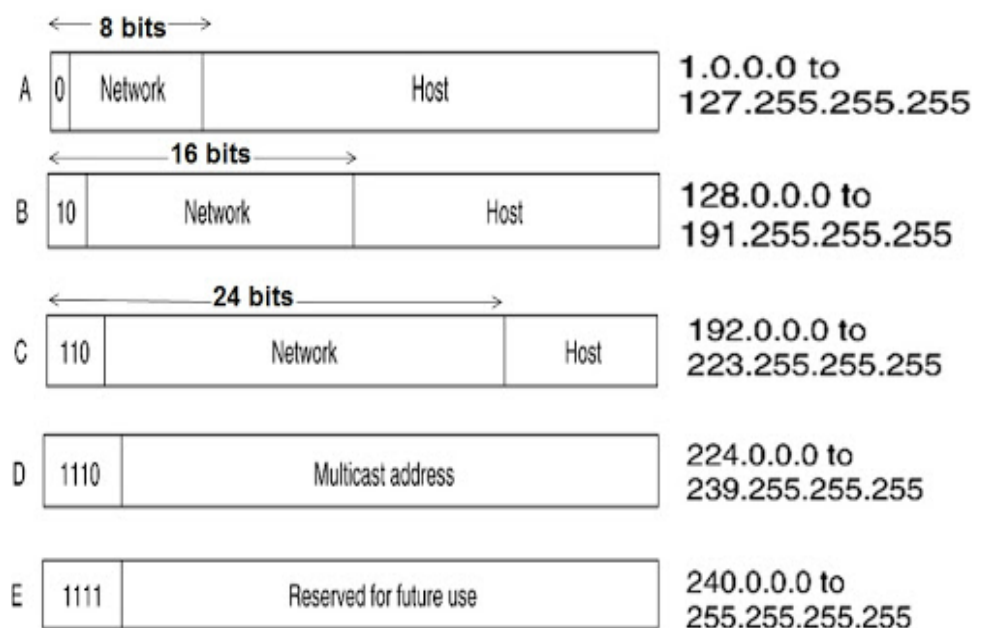 8 bits
A 0 Network Host
1.0.0.0 to
127.255.255.255
16 bits
B 10 Network Host
128.0.0.0 to
191.255.255.255
24 bits
C 110 Network Host
192.0.0.0 to
223.255.255.255
D 1110 Multicast address
224.0.0.0 to
239.255.255.255
E 1111 Reserved for future use
240.0.0.0 to
255.255.255.255